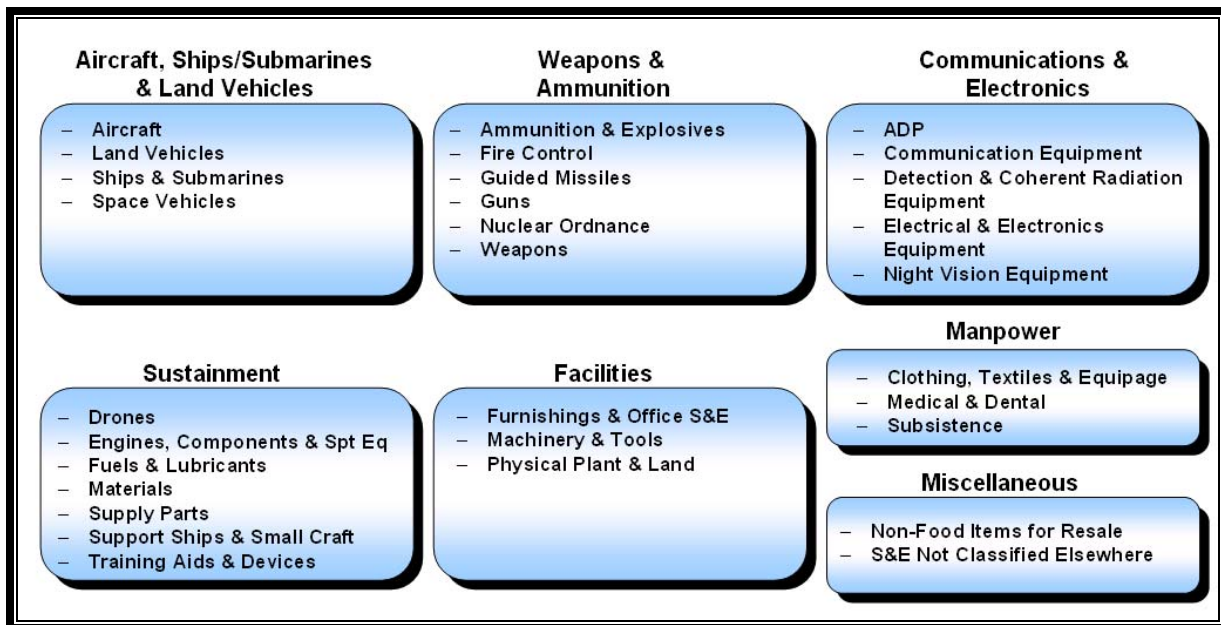 Aircraft, Ships/Submarines
& Land Vehicles
– Aircraft
– Land Vehicles
– Ships & Submarines
– Space Vehicles
Weapons &
Ammunition
– Ammunition & Explosives
– Fire Control
– Guided Missiles
– Guns
– Nuclear Ordnance
– Weapons
Communications &
Electronics
– ADP
– Communication Equipment
– Detection & Coherent Radiation
Equipment
– Electrical & Electronics
Equipment
– Night Vision Equipment
Sustainment
– Drones
– Engines, Components & Spt Eq
– Fuels & Lubricants
– Materials
– Supply Parts
– Support Ships & Small Craft
– Training Aids & Devices
Facilities
– Furnishings & Office S&E
– Machinery & Tools
– Physical Plant & Land
Manpower
– Clothing, Textiles & Equipage
– Medical & Dental
– Subsistence
Miscellaneous
– Non-Food Items for Resale
– S&E Not Classified Elsewhere